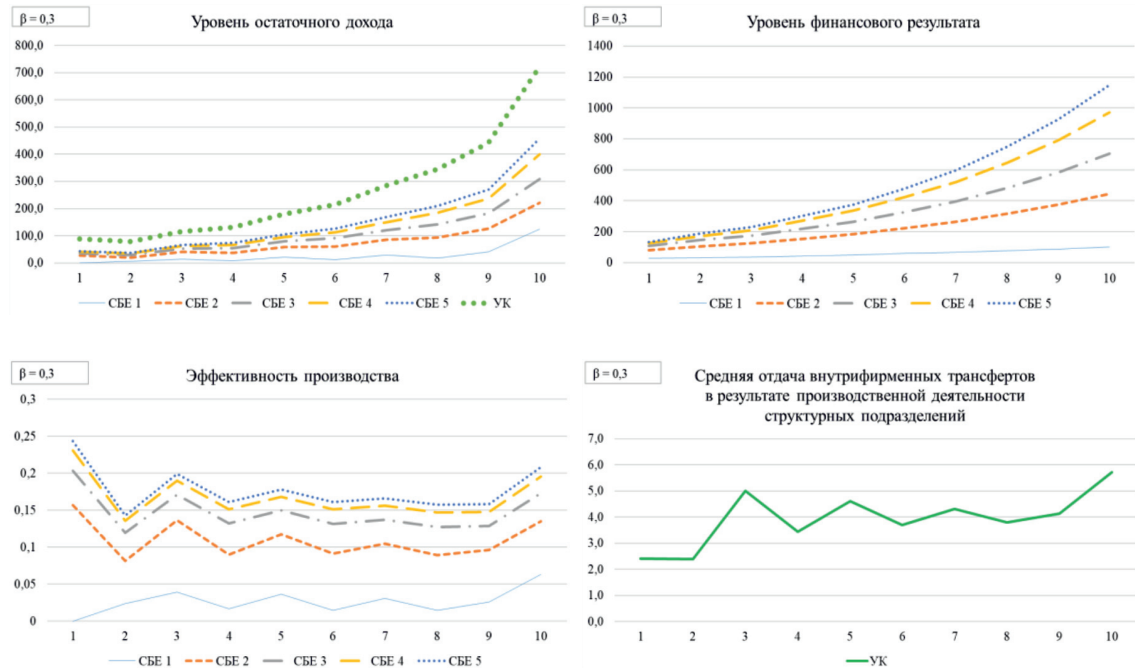 β = 0,3
Уровень остаточного дохода
800,0
700,0
600,0
500,0
400,0
300,0
200,0
100,0
0,0
1 2 3 4 5 6 7 8 9 10
СБЕ 1 СБЕ 2 СБЕ 3 СБЕ 4 СБЕ 5 УК
β = 0,3
Уровень финансового результата
1400
1200
1000
800
600
400
200
0
1 2 3 4 5 6 7 8 9 10
СБЕ 1 СБЕ 2 СБЕ 3 СБЕ 4 СБЕ 5
β = 0,3
Эффективность производства
0,3
0,25
0,2
0,15
0,1
0,05
0
1 2 3 4 5 6 7 8 9 10
СБЕ 1 СБЕ 2 СБЕ 3 СБЕ 4 СБЕ 5
β = 0,3
Средняя отдача внутрифирменных трансфертов
в результате производственной деятельности
структурных подразделений
7,0
6,0
5,0
4,0
3,0
2,0
1,0
0,0
1 2 3 4 5 6 7 8 9 10
УК